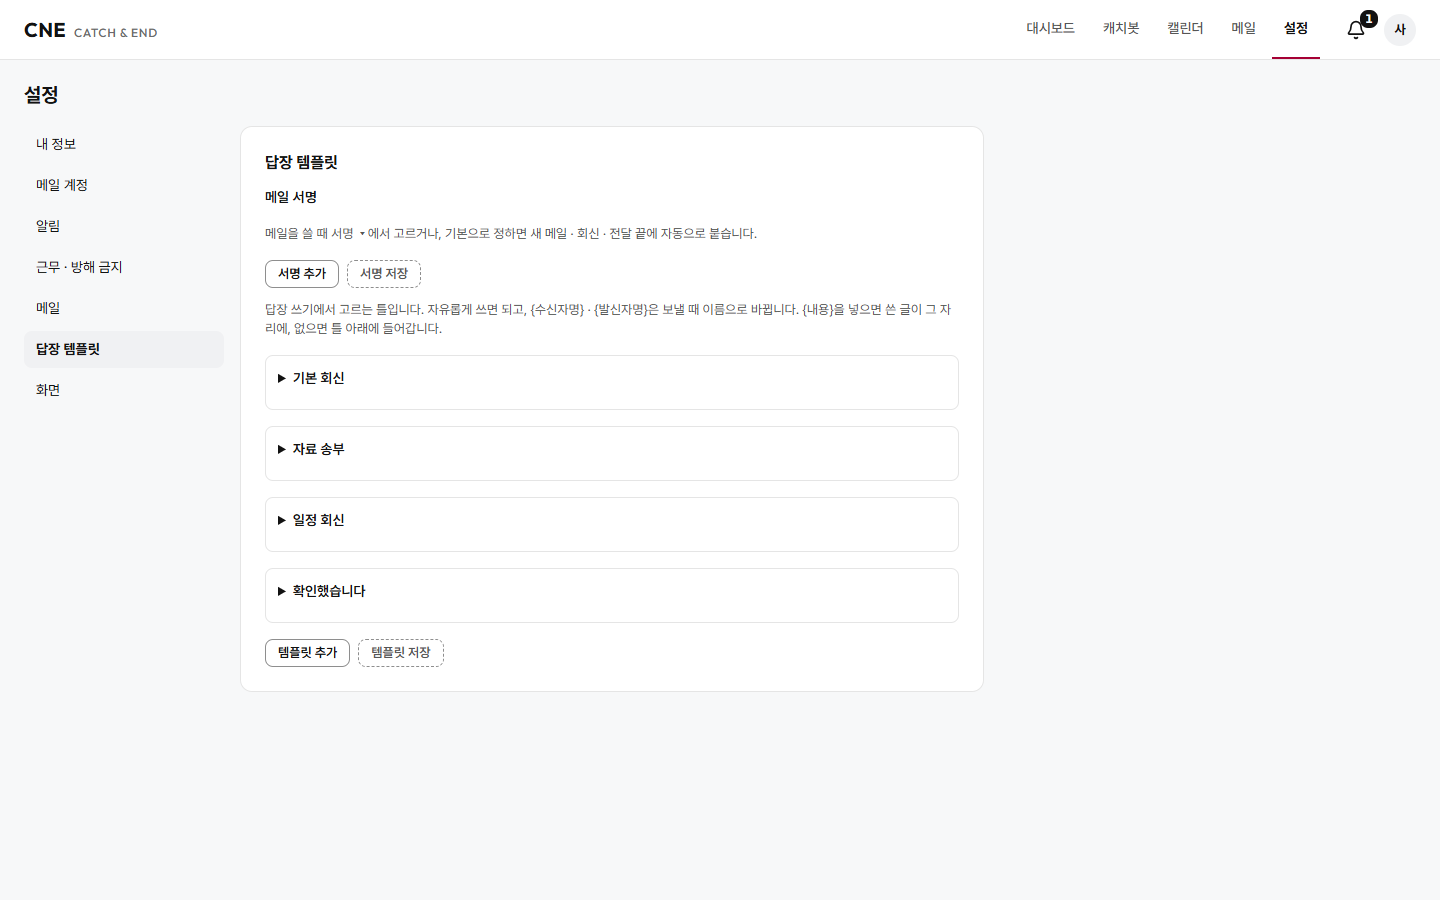 CNE CATCH & END
대시보드 캐치봇 캘린더 메일 설정 1 사
설정
내 정보
메일 계정
알림
근무 · 방해 금지
메일
답장 템플릿
화면
답장 템플릿
메일 서명
메일을 쓸 때 서명 ▾에서 고르거나, 기본으로 정하면 새 메일 · 회신 · 전달 끝에 자동으로 붙습니다.
서명 추가 서명 저장
답장 쓰기에서 고르는 틀입니다. 자유롭게 쓰면 되고, {수신자명} · {발신자명}은 보낼 때 이름으로 바뀝니다. {내용}을 넣으면 쓴 글이 그 자
리에, 없으면 틀 아래에 들어갑니다.
▶ 기본 회신
▶ 자료 송부
▶ 일정 회신
▶ 확인했습니다
템플릿 추가 템플릿 저장